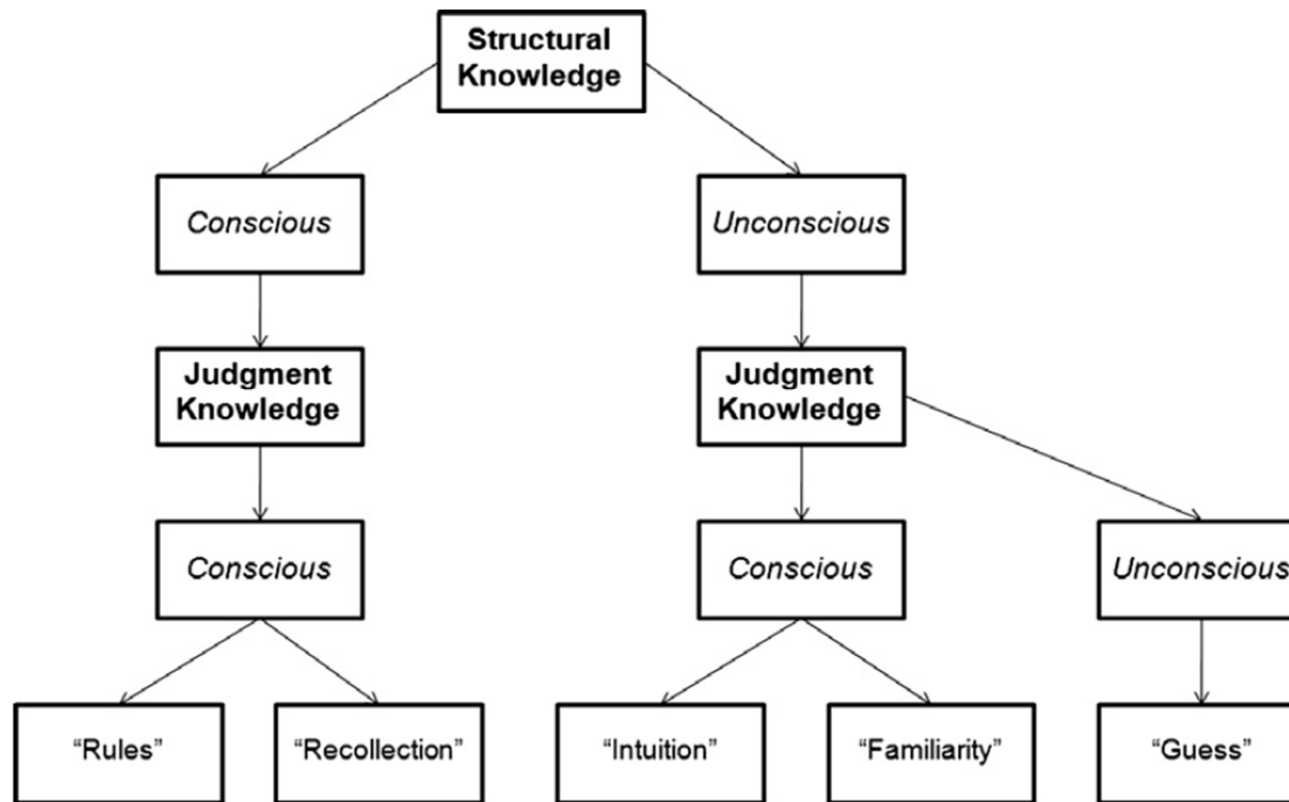 Structural
Knowledge
Conscious
Unconscious
Judgment
Knowledge
Judgment
Knowledge
Conscious
Conscious
Unconscious
“Rules”
“Recollection”
“Intuition”
“Familiarity”
“Guess”